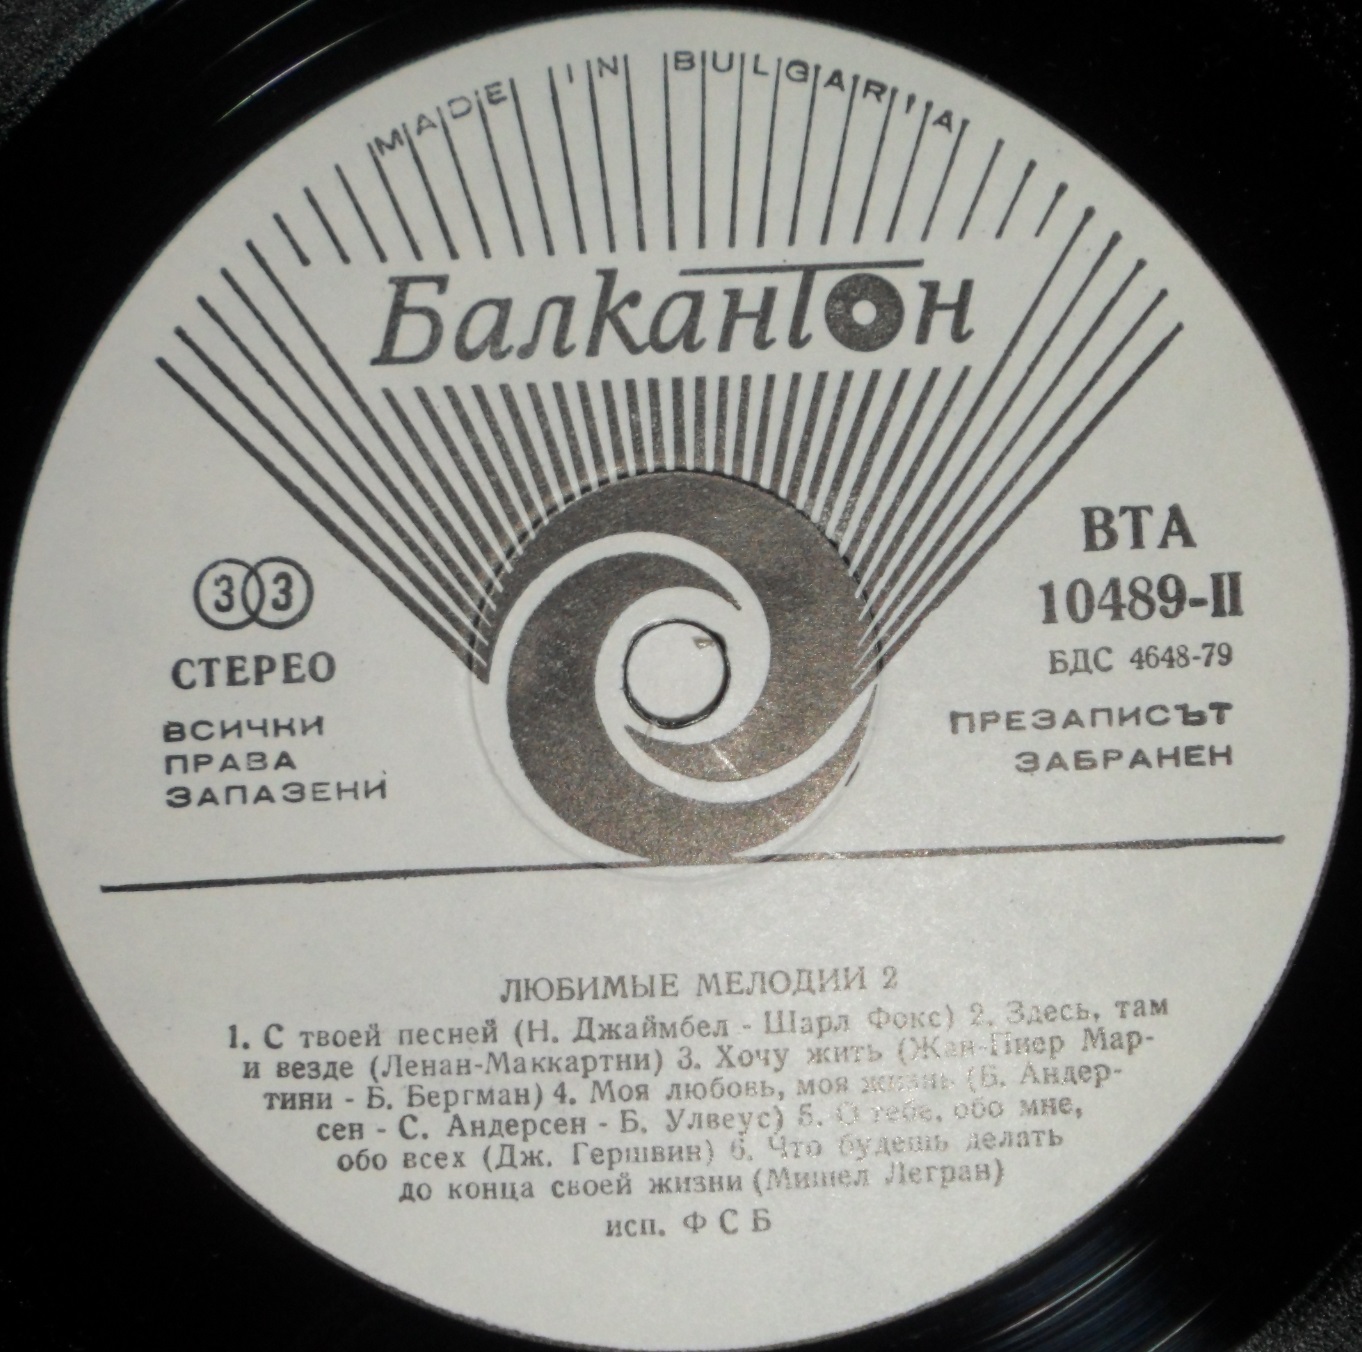 MADE IN BULGARIA
Балкантон
33
СТЕРЕО
ВСИЧКИ
ПРАВА
ЗАПАЗЕНИ
ВТА
10489-II
БДС 4648-79
ПРЕЗАПИСЪТ
ЗАБРАНЕН
ЛЮБИМЫЕ МЕЛОДИИ 2
1. С твоей песней (Н. Джаймбел - Шарл Фокс) 2. Здесь, там
и везде (Ленан-Маккартни) 3. Хочу жить (Жан-Пиер Мар-
тини - Б. Бергман) 4. Моя любовь, моя жизнь (Б. Андер-
сен - С. Андерсен - Б. Улвеус) 5. О тебе, обо мне,
обо всех (Дж. Гершвин) 6. Что будешь делать
до конца своей жизни (Мишел Легран)
исп. Ф С Б